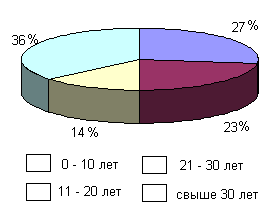 27 %
36 %
14 %
23%
0 - 10 лет
21 - 30 лет
11 - 20 лет
свыше 30 лет